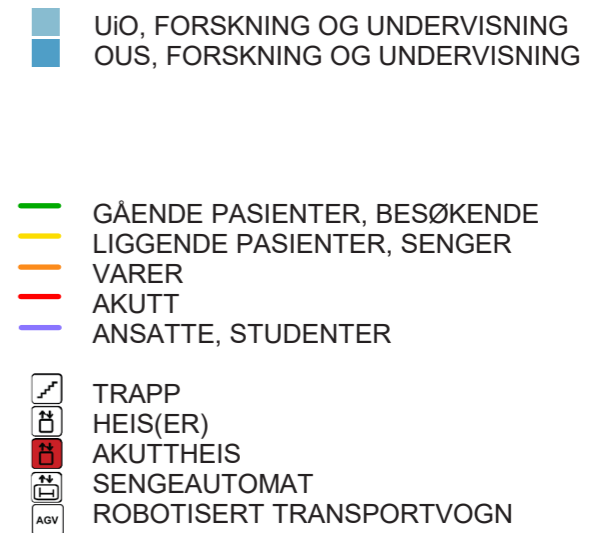 UiO, FORSKNING OG UNDERVISNING
OUS, FORSKNING OG UNDERVISNING
GÅENDE PASIENTER, BESØKENDE
LIGGENDE PASIENTER, SENGER
VARER
AKUTT
ANSATTE, STUDENTER
TRAPP
HEIS(ER)
AKUTTHEIS
SENGEAUTOMAT
AGV ROBOTISERT TRANSPORTVOGN